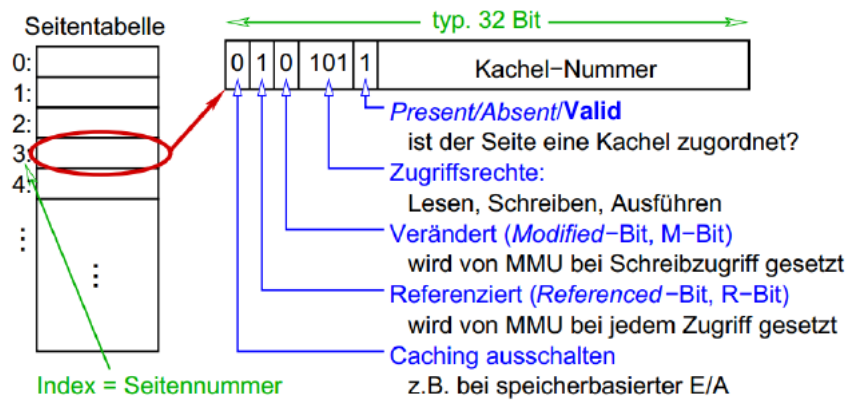 Seitentabelle
typ. 32 Bit
0:
1:
2:
3:
4:
⋮
⋮
0 1 0 101 1 Kachel−Nummer
Present/Absent/Valid
ist der Seite eine Kachel zugordnet?
Zugriffsrechte:
Lesen, Schreiben, Ausführen
Verändert (Modified−Bit, M−Bit)
wird von MMU bei Schreibzugriff gesetzt
Referenziert (Referenced−Bit, R−Bit)
wird von MMU bei jedem Zugriff gesetzt
Caching ausschalten
z.B. bei speicherbasierter E/A
Index = Seitennummer